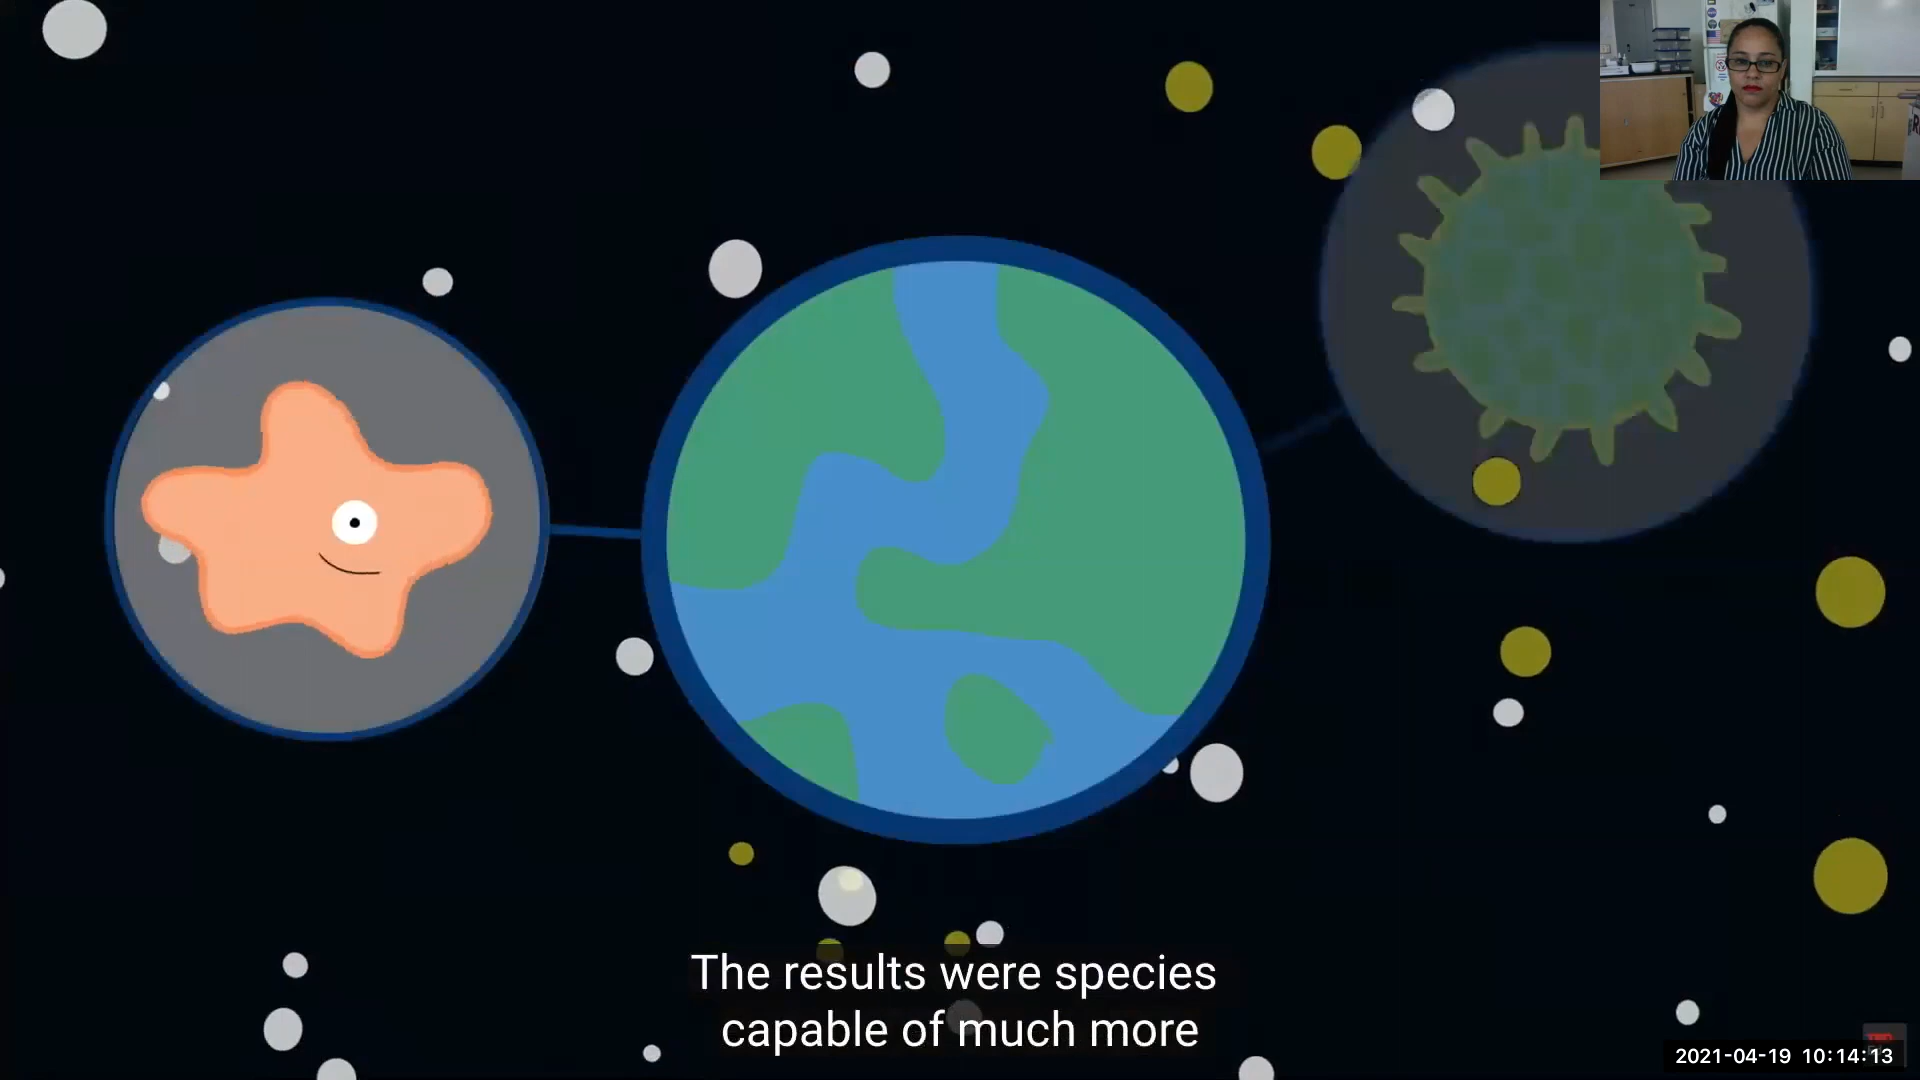 The results were species
capable of much more
2021-04-19 10:14:13